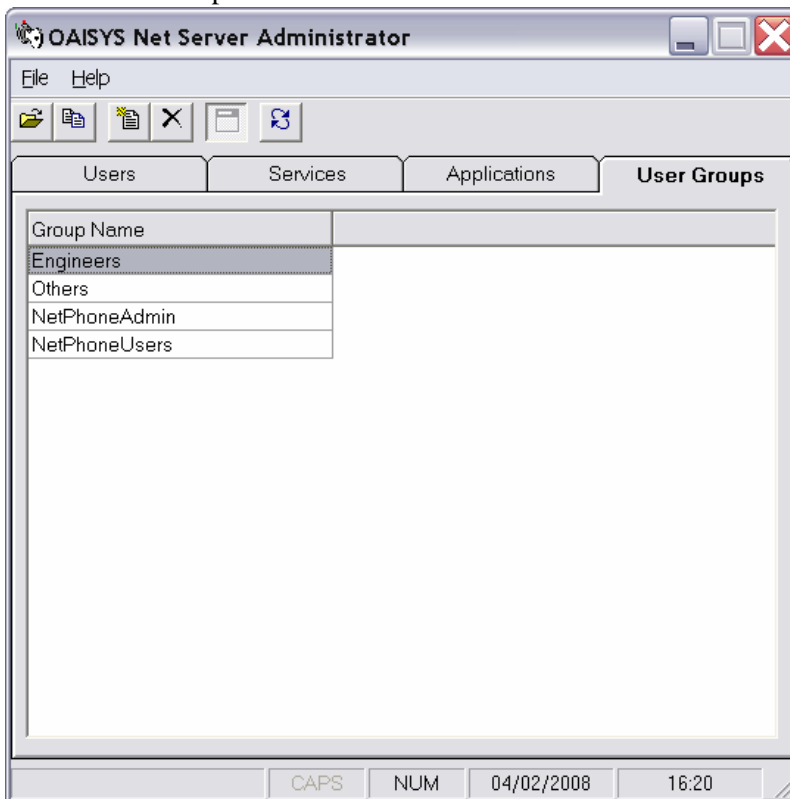 OAISYS Net Server Administrator
File Help
Users Services Applications User Groups
Group Name
Engineers
Others
NetPhoneAdmin
NetPhoneUsers
CAPS NUM 04/02/2008 16:20